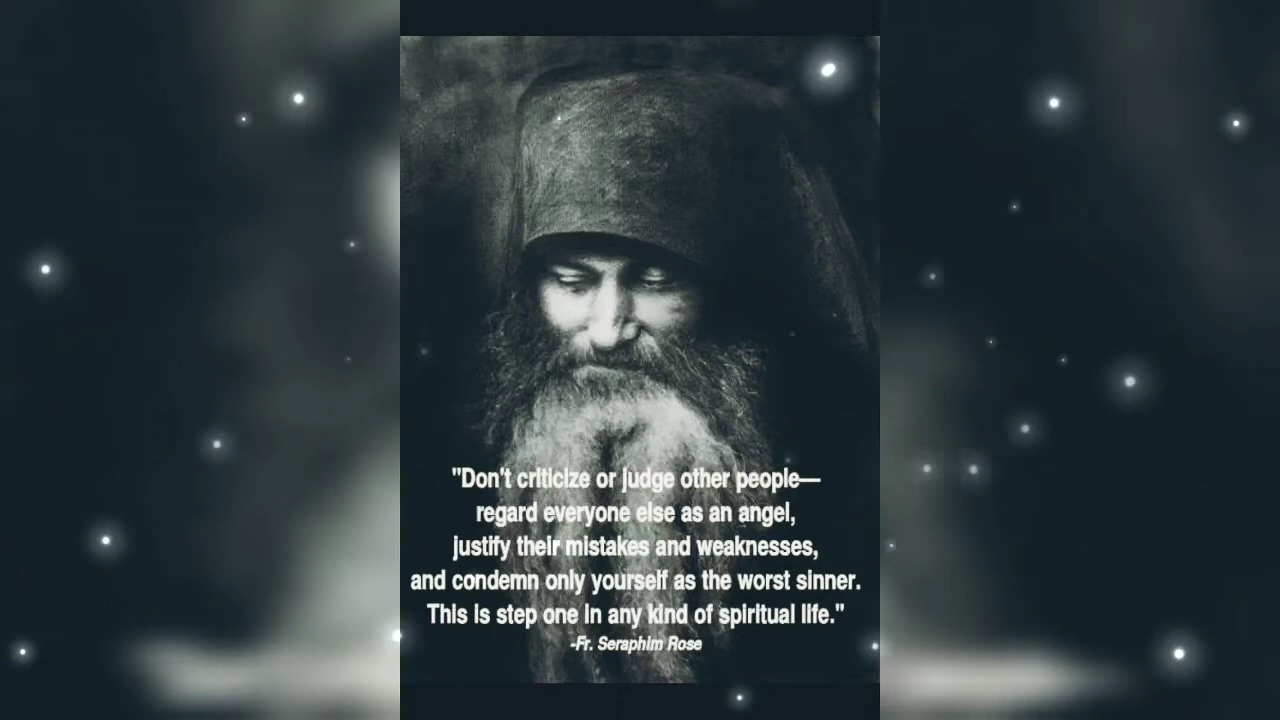 "Don't criticize or judge other people—
regard everyone else as an angel,
justify their mistakes and weaknesses,
and condemn only yourself as the worst sinner.
This is step one in any kind of spiritual life."
-Fr. Seraphim Rose